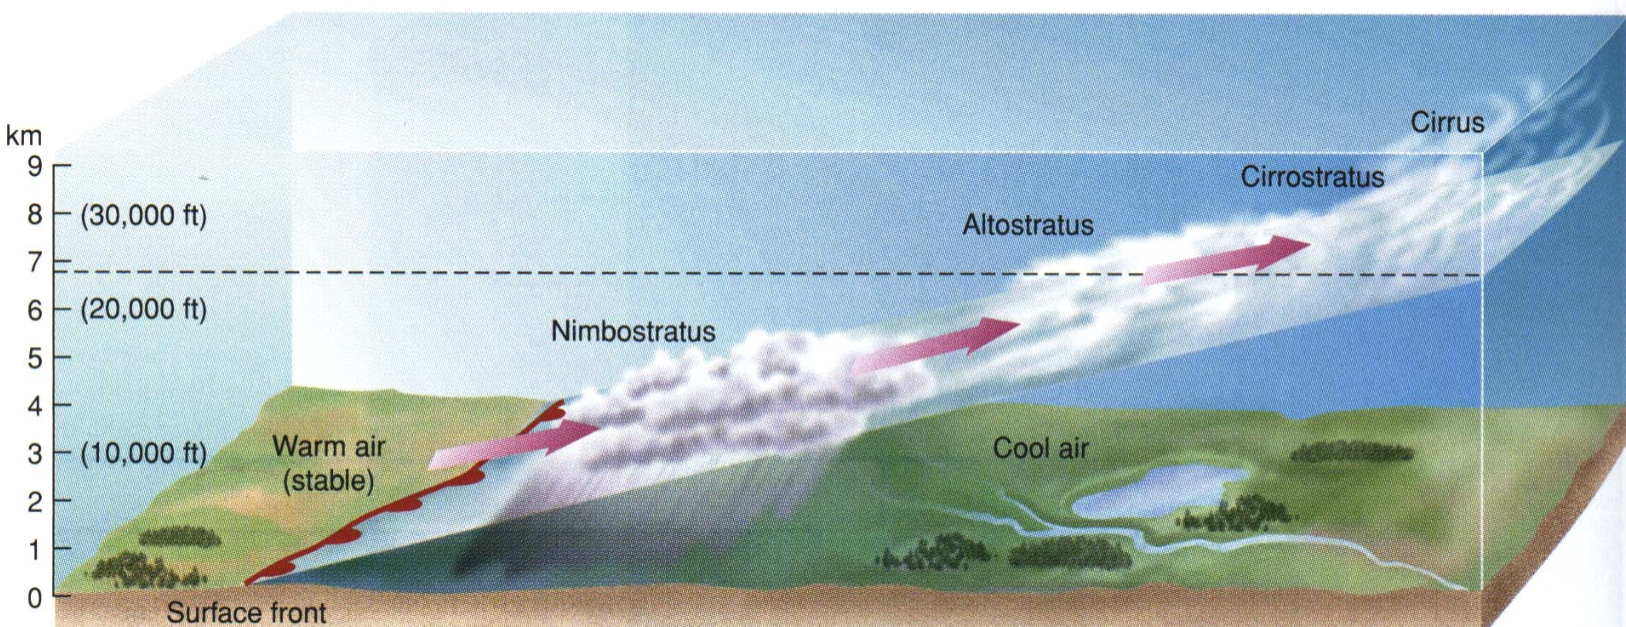 km
9
8 (30,000 ft)
7
6 (20,000 ft)
5
4
3 (10,000 ft)
2
1
0
Cirrus
Cirrostratus
Altostratus
Nimbostratus
Warm air
(stable)
Cool air
Surface front